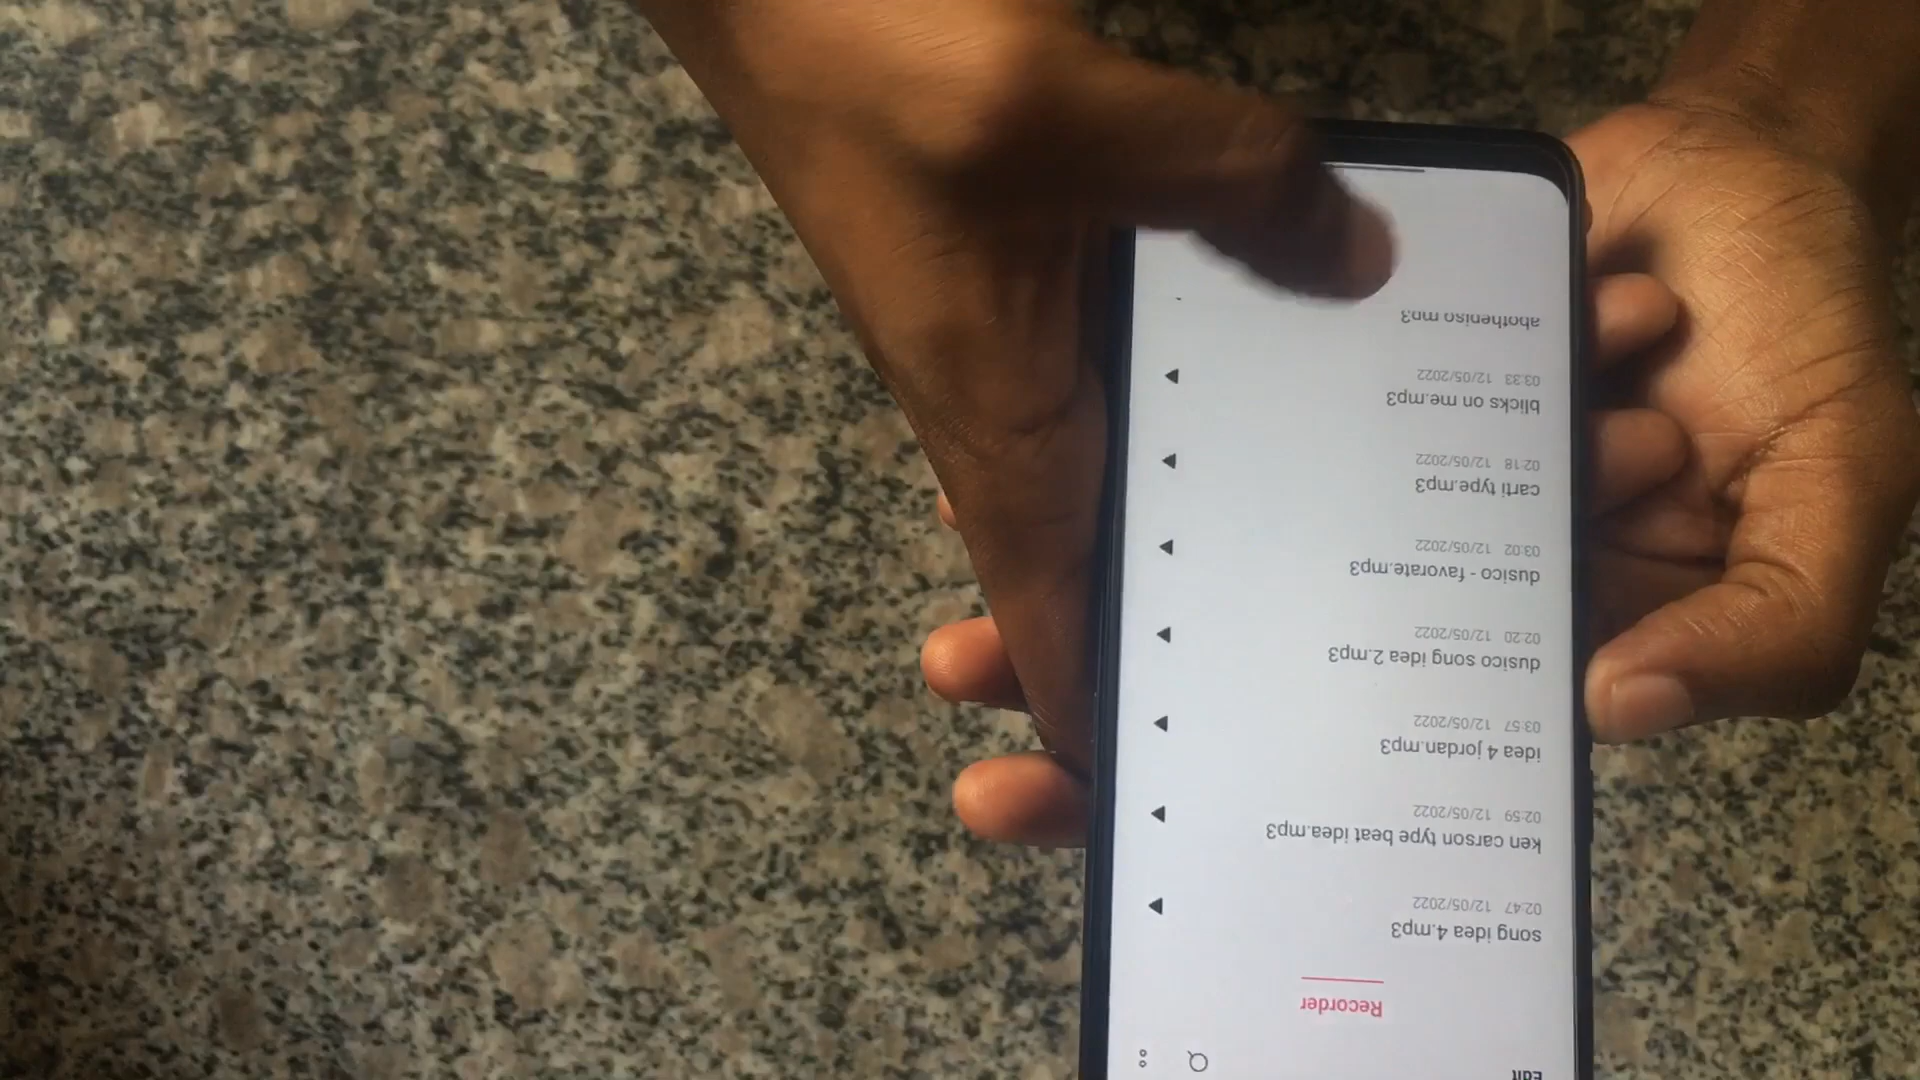 Edit
Recorder
song idea 4.mp3
02:47 12/05/2022
ken carson type beat idea.mp3
02:59 12/05/2022
idea 4 jordan.mp3
03:57 12/05/2022
dusico song idea 2.mp3
02:20 12/05/2022
dusico - favorate.mp3
03:02 12/05/2022
carti type.mp3
02:18 12/05/2022
blicks on me.mp3
03:33 12/05/2022
abotheniso mp3